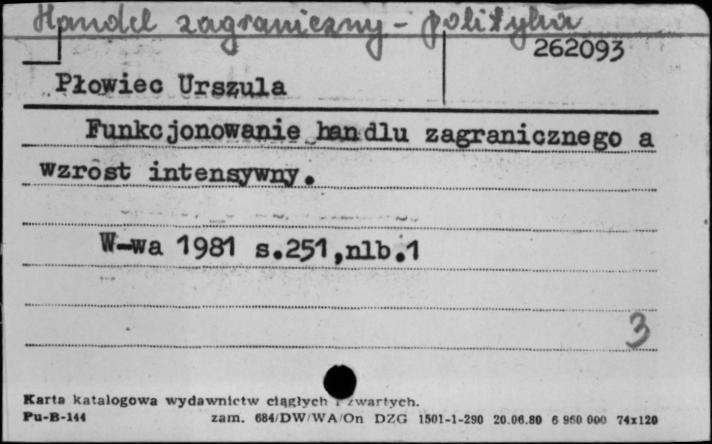 Handel zagraniczny - polityka
262093
Płowiec Urszula
Funkcjonowanie handlu zagranicznego a
wzrost intensywny.
W-wa 1981 s.251,nlb.1
3
Karta katalogowa wydawnictw ciągłych i zwartych.
Pu-B-144 zam. 684/DW/WA/On DZG 1501-1-290 20.06.80 6 960 000 74x120